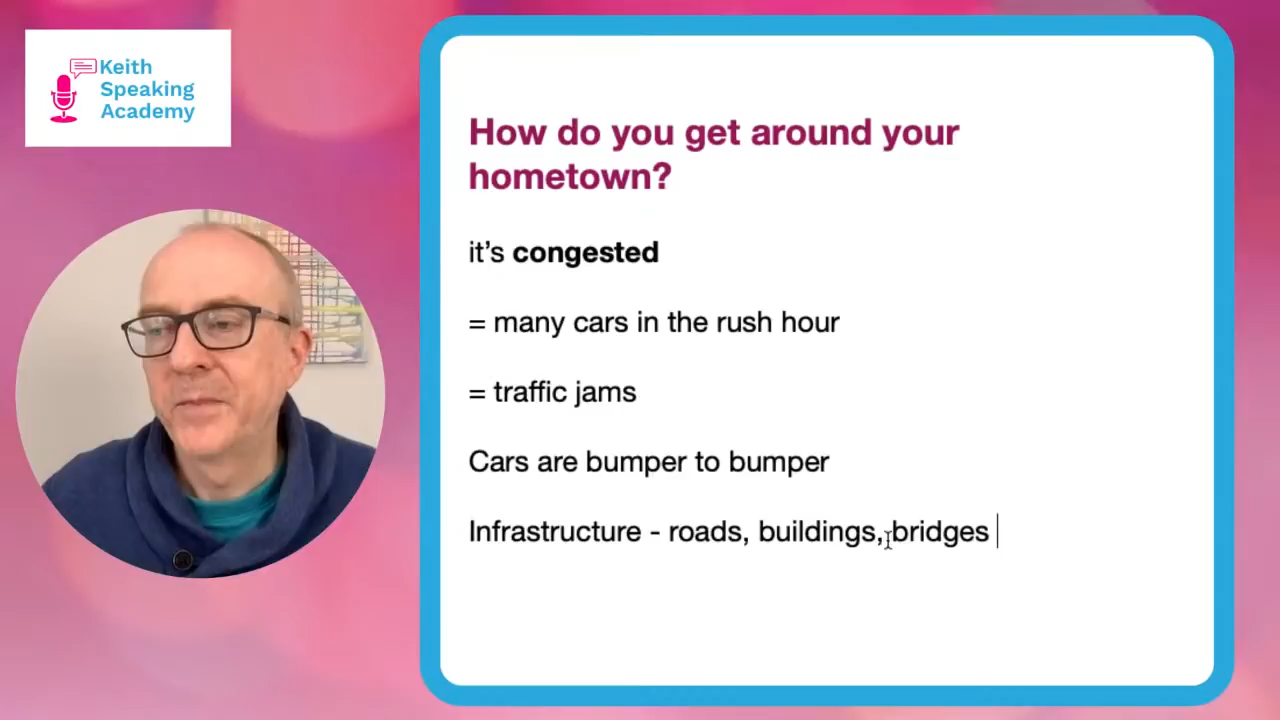 Keith
Speaking
Academy
How do you get around your
hometown?
it's congested
= many cars in the rush hour
= traffic jams
Cars are bumper to bumper
Infrastructure - roads, buildings, bridges